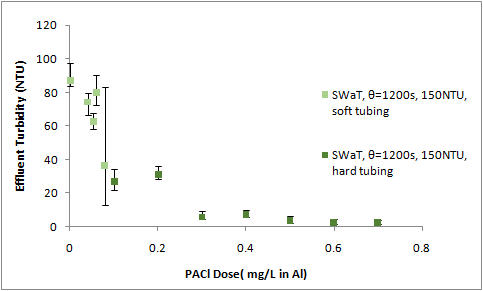 Effluent Turbidity (NTU)
120
100
80
60
40
20
0
0
0.2
0.4
0.6
0.8
PACl Dose( mg/L in Al)
SWaT, θ=1200s, 150NTU,
soft tubing
SWaT, θ=1200s, 150NTU,
hard tubing